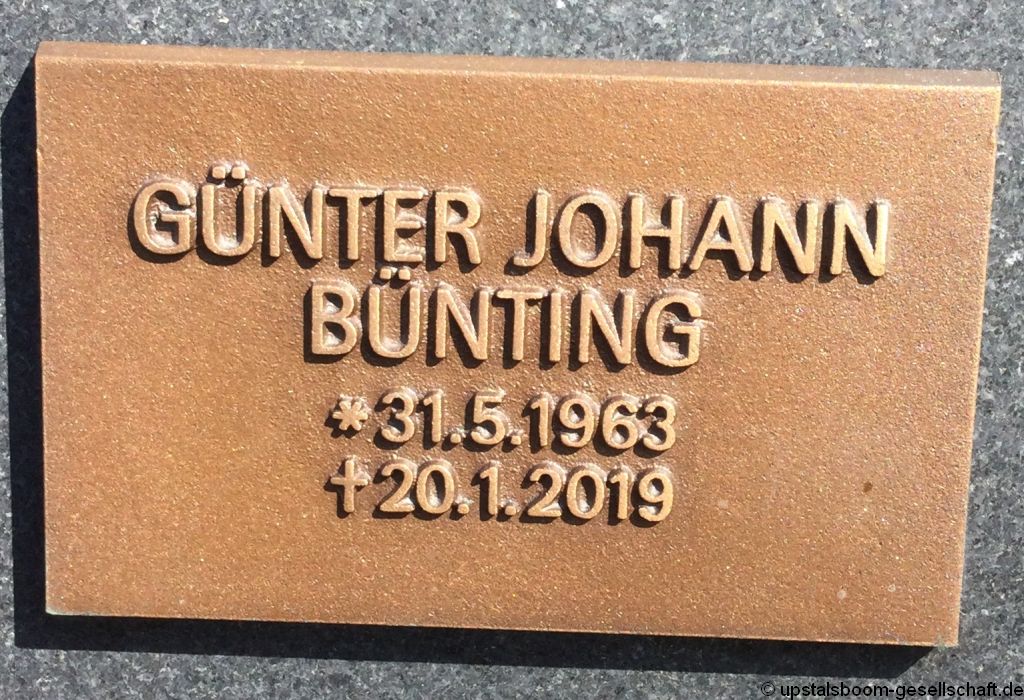 GÜNTER JOHANN
BÜNTING
*31.5.1963
†20.1.2019
© upstalsboom-gesellschaft.de